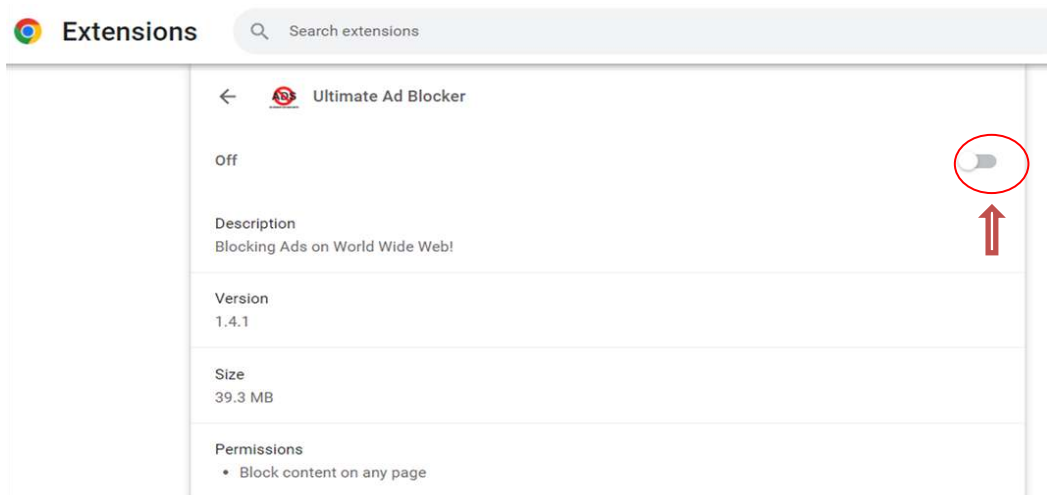 Extensions
Search extensions
ADS
Ultimate Ad Blocker
Off
Description
Blocking Ads on World Wide Web!
Version
1.4.1
Size
39.3 MB
Permissions
• Block content on any page